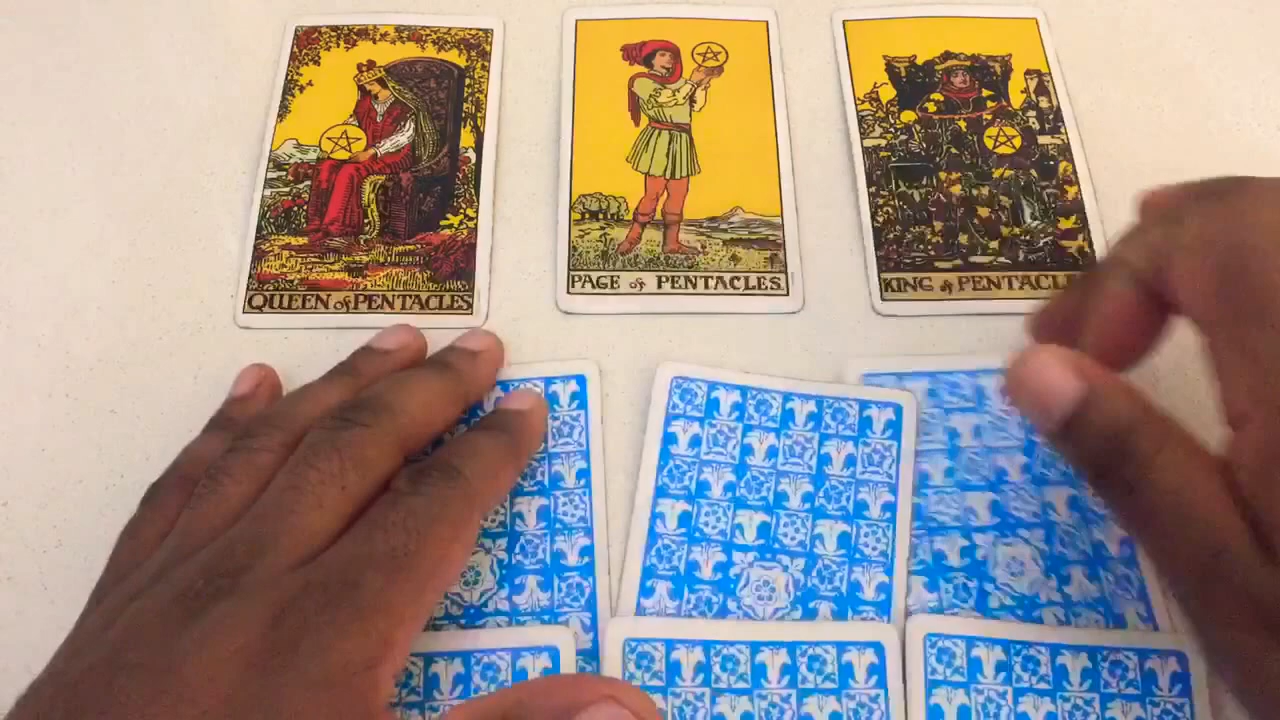 QUEEN of PENTACLES
PAGE of PENTACLES.
KING of